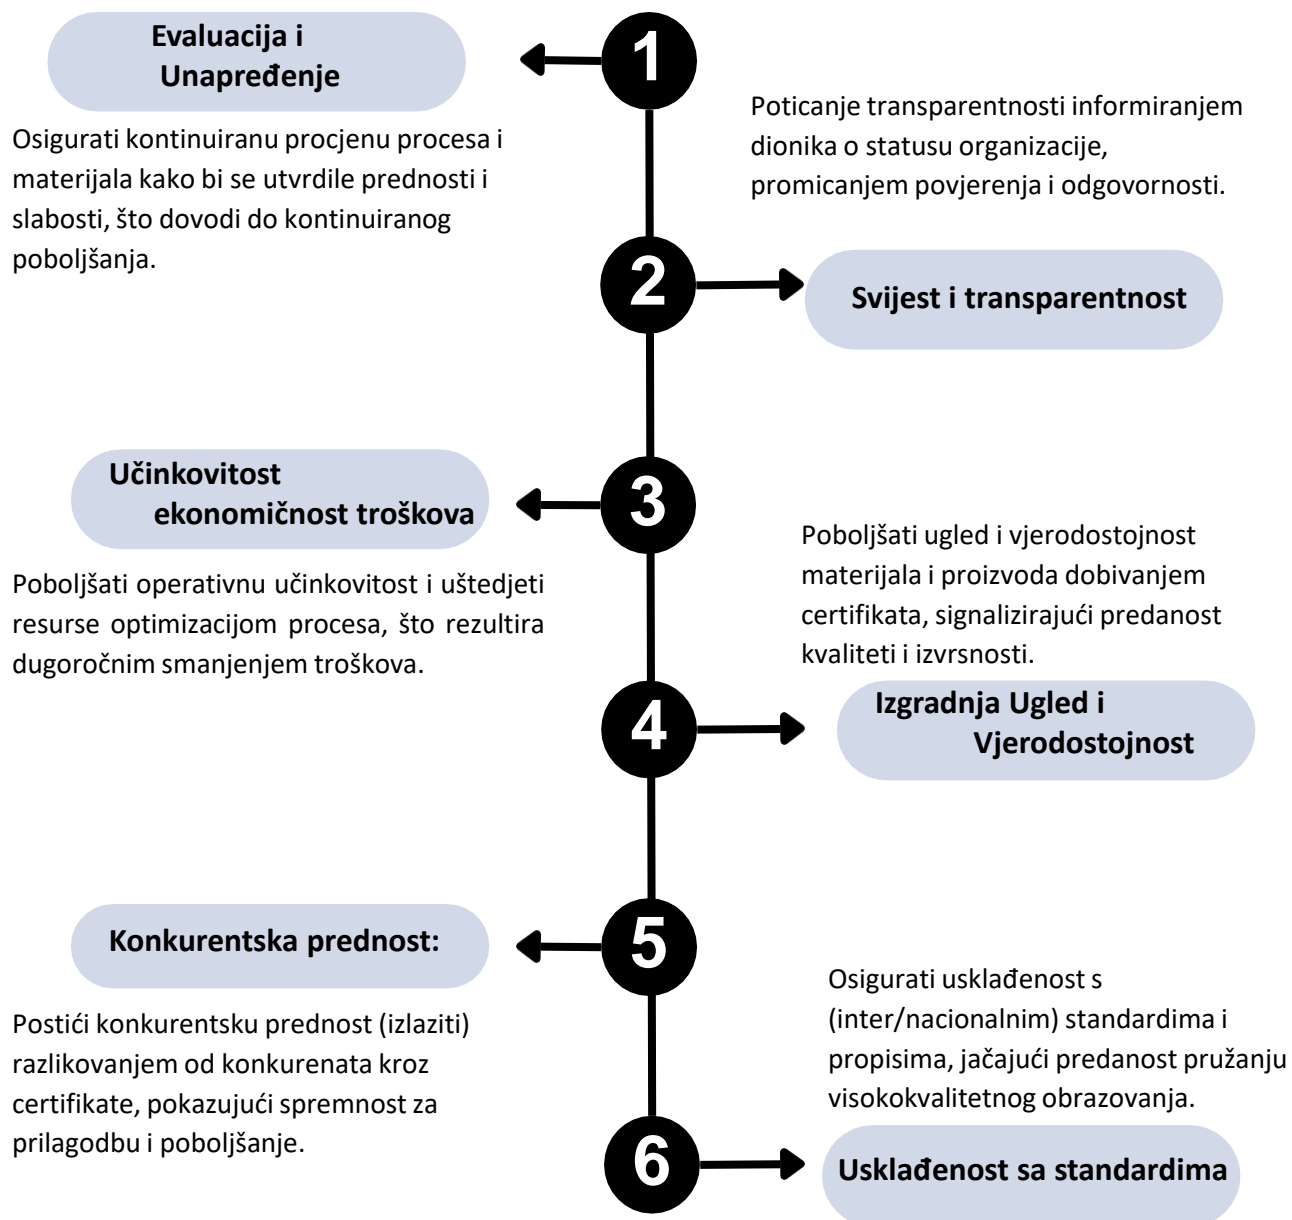 1
Evaluacija i
Unapređenje
Osigurati kontinuiranu procjenu procesa i
materijala kako bi se utvrdile prednosti i
slabosti, što dovodi do kontinuiranog
poboljšanja.
Poticanje transparentnosti informiranjem
dionika o statusu organizacije,
promicanjem povjerenja i odgovornosti.
2
Svijest i transparentnost
3
Učinkovitost
ekonomičnost troškova
Poboljšati operativnu učinkovitost i uštedjeti
resurse optimizacijom procesa, što rezultira
dugoročnim smanjenjem troškova.
Poboljšati ugled i vjerodostojnost
materijala i proizvoda dobivanjem
certifikata, signalizirajući predanost
kvaliteti i izvrsnosti.
4
Izgradnja Ugled i
Vjerodostojnost
5
Konkurentska prednost:
Postići konkurentsku prednost (izlaziti)
razlikovanjem od konkurenata kroz
certifikate, pokazujući spremnost za
prilagodbu i poboljšanje.
Osigurati usklađenost s
(inter/nacionalnim) standardima i
propisima, jačajući predanost pružanju
visokokvalitetnog obrazovanja.
6
Usklađenost sa standardima